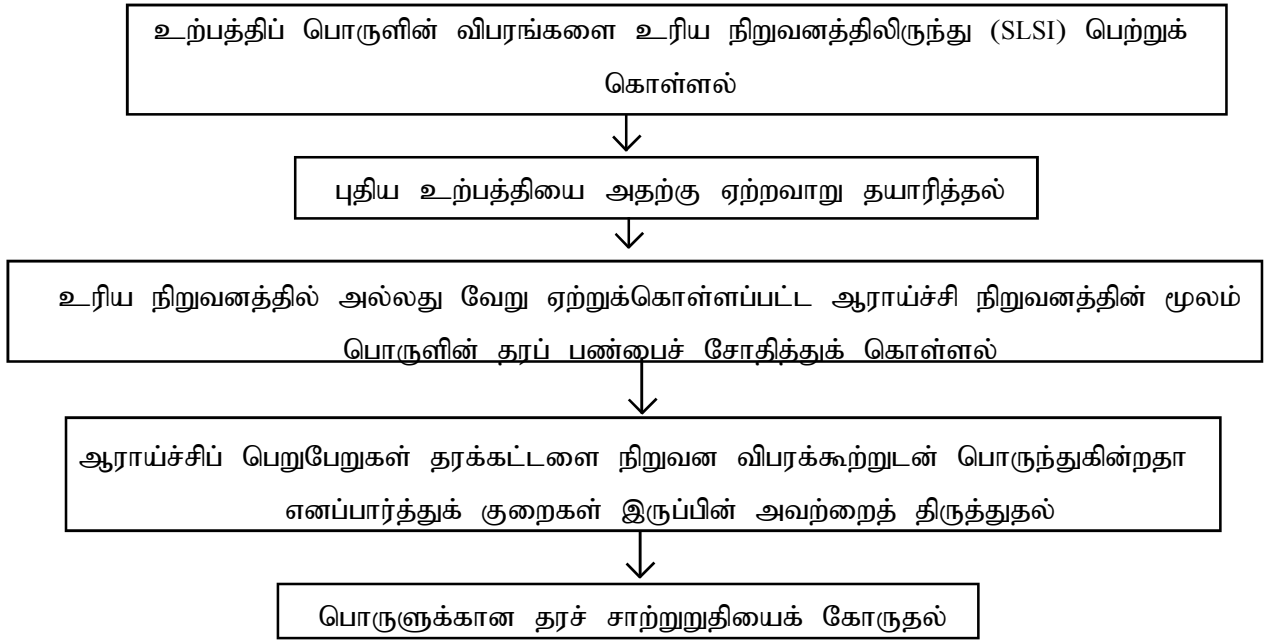 உற்பத்திப் பொருளின் விபரங்களை உரிய நிறுவனத்திலிருந்து (SLSI) பெற்றுக்
கொள்ளல்
புதிய உற்பத்தியை அதற்கு ஏற்றவாறு தயாரித்தல்
உரிய நிறுவனத்தில் அல்லது வேறு ஏற்றுக்கொள்ளப்பட்ட ஆராய்ச்சி நிறுவனத்தின் மூலம்
பொருளின் தரப் பண்பைச் சோதித்துக் கொள்ளல்
ஆராய்ச்சிப் பெறுபேறுகள் தரக்கட்டளை நிறுவன விபரக்கூற்றுடன் பொருந்துகின்றதா
எனப்பார்த்துக் குறைகள் இருப்பின் அவற்றைத் திருத்துதல்
பொருளுக்கான தரச் சாற்றுறுதியைக் கோருதல்